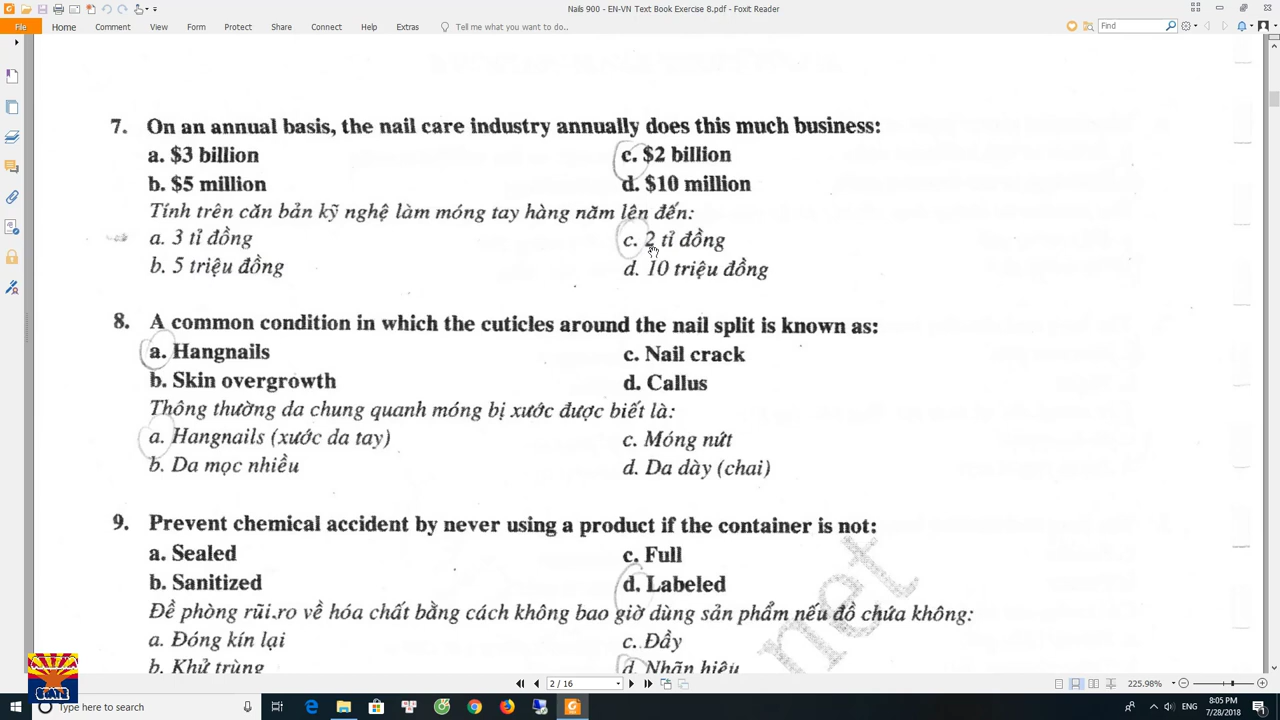 Nails 900 - EN-VN Text Book Exercise 8.pdf - Foxit Reader
File Home Comment View Form Protect Share Connect Help Extras Tell me what you want to do.. Find
7. On an annual basis, the nail care industry annually does this much business:
a. $3 billion c. $2 billion
b. $5 million d. $10 million
Tính trên căn bản kỹ nghệ làm móng tay hàng năm lên đến:
a. 3 tỉ đồng c. 2 tỉ đồng
b. 5 triệu đồng d. 10 triệu đồng
8. A common condition in which the cuticles around the nail split is known as:
a. Hangnails c. Nail crack
b. Skin overgrowth d. Callus
Thông thường da chung quanh móng bị xước được biết là:
a. Hangnails (xước da tay) c. Móng nứt
b. Da mọc nhiều d. Da dày (chai)
9. Prevent chemical accident by never using a product if the container is not:
a. Sealed c. Full
b. Sanitized d. Labeled
Đề phòng rũi.ro về hóa chất bằng cách không bao giờ dùng sản phẩm nếu đồ chứa không:
a. Đóng kín lại c. Đầy
b. Khử trùng d. Nhãn hiệu
net
STATE
2 / 16 225.98%
Type here to search
8:05 PM
7/28/2018